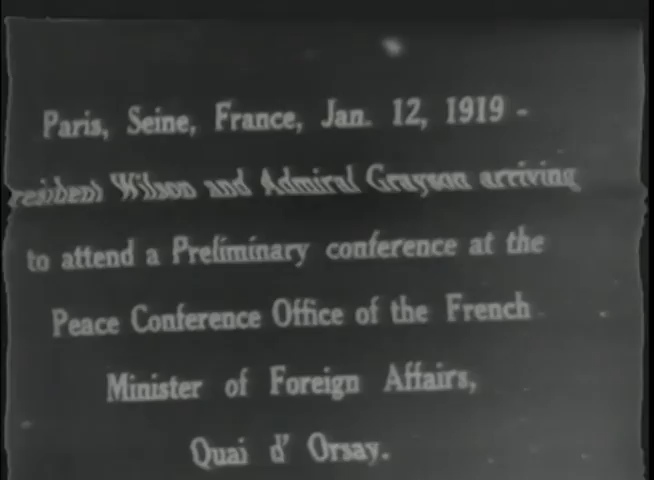 Paris, Seine, France, Jan. 12, 1919 -
resident Wilson and Admiral Grayson arriving
to attend a Preliminary conference at the
Peace Conference Office of the French
Minister of Foreign Affairs,
Quai d' Orsay.